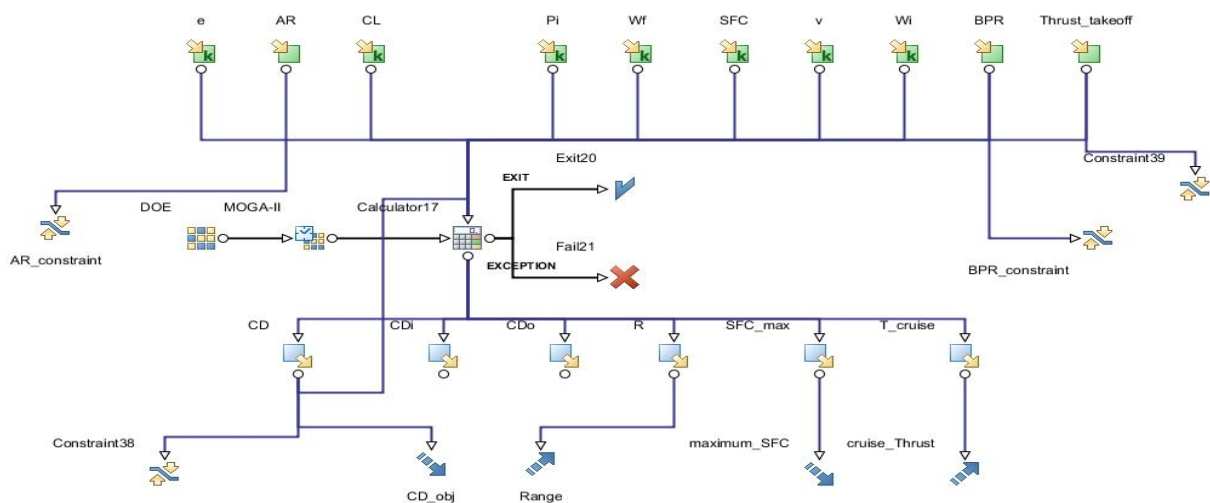 e AR CL Pi Wf SFC v Wi BPR Thrust_takeoff
k k k k k k k
Exit20 Constraint39
EXIT
DOE MOGA-II Calculator17
Fail21
AR_constraint EXCEPTION BPR_constraint
CD CDi CDo R SFC_max T_cruise
Constraint38 maximum_SFC cruise_Thrust
CD_obj Range